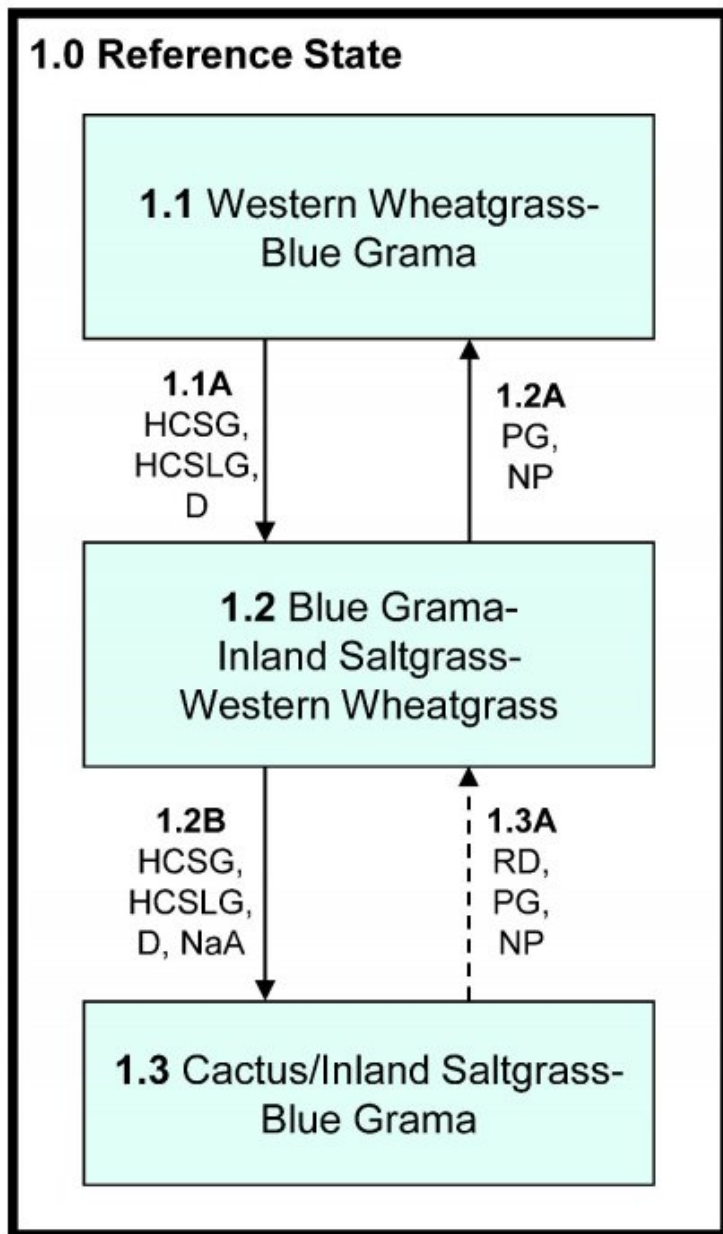 1.0 Reference State
1.1 Western Wheatgrass-
Blue Grama
1.1A
HCSG,
HCSLG,
D
1.2A
PG,
NP
1.2 Blue Grama-
Inland Saltgrass-
Western Wheatgrass
1.2B
HCSG,
HCSLG,
D, NaA
1.3A
RD,
PG,
NP
1.3 Cactus/Inland Saltgrass-
Blue Grama